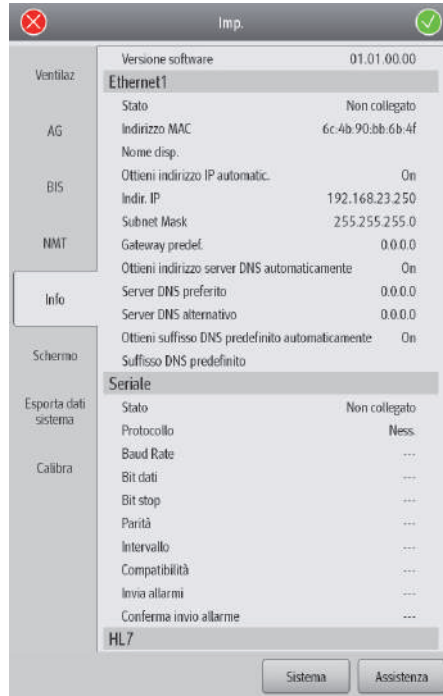 Imp.
Ventilaz
AG
BIS
NMT
Info
Schermo
Esporta dati
sistema
Calibra
Versione software 01.01.00.00
Ethernet1
Stato Non collegato
Indirizzo MAC 6c:4b:90:bb:6b:4f
Nome disp.
Ottieni indirizzo IP automatic. On
Indir. IP 192.168.23.250
Subnet Mask 255.255.255.0
Gateway predef. 0.0.0.0
Ottieni indirizzo server DNS automaticamente On
Server DNS preferito 0.0.0.0
Server DNS alternativo 0.0.0.0
Ottieni suffisso DNS predefinito automaticamente On
Suffisso DNS predefinito
Seriale
Stato Non collegato
Protocollo Ness.
Baud Rate ---
Bit dati ---
Bit stop ---
Parità ---
Intervallo ---
Compatibilità ---
Invia allarmi ---
Conferma invio allarme ---
HL7
Sistema Assistenza